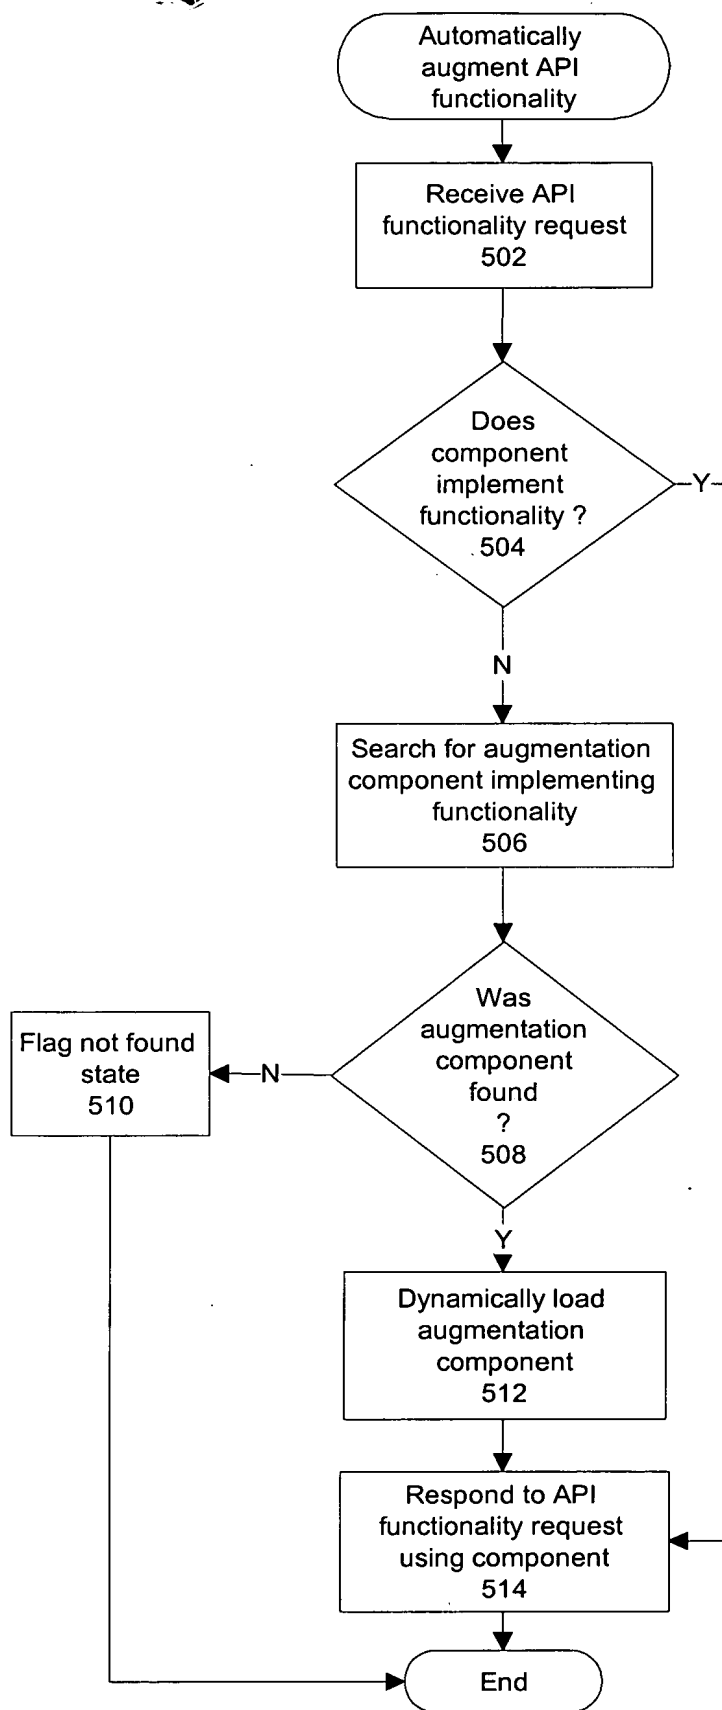 Automatically
augment API
functionality
Receive API
functionality request
502
Does
component
implement
functionality ?
504
Y
N
Search for augmentation
component implementing
functionality
506
Was
augmentation
component
found
?
508
N
Flag not found
state
510
Y
Dynamically load
augmentation
component
512
Respond to API
functionality request
using component
514
End